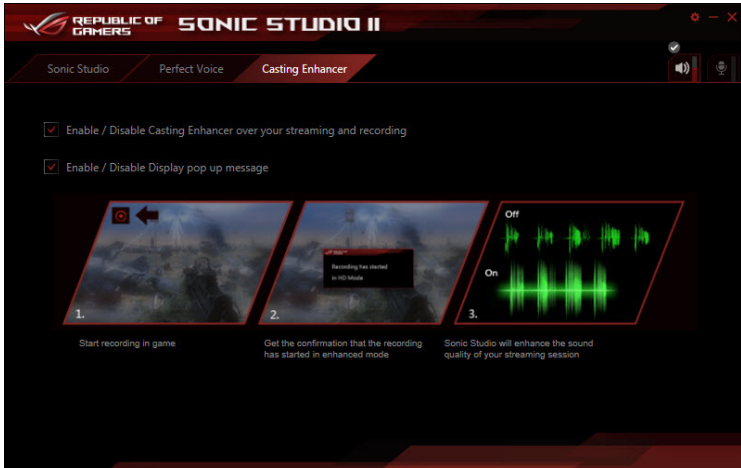 REPUBLIC OF
GAMERS
SONIC STUDIO II
Sonic Studio
Perfect Voice
Casting Enhancer
Enable / Disable Casting Enhancer over your streaming and recording
Enable / Disable Display pop up message
Recording has started
in HD Mode
Off
On
1.
2.
3.
Start recording in game
Get the confirmation that the recording
has started in enhanced mode
Sonic Studio will enhance the sound
quality of your streaming session